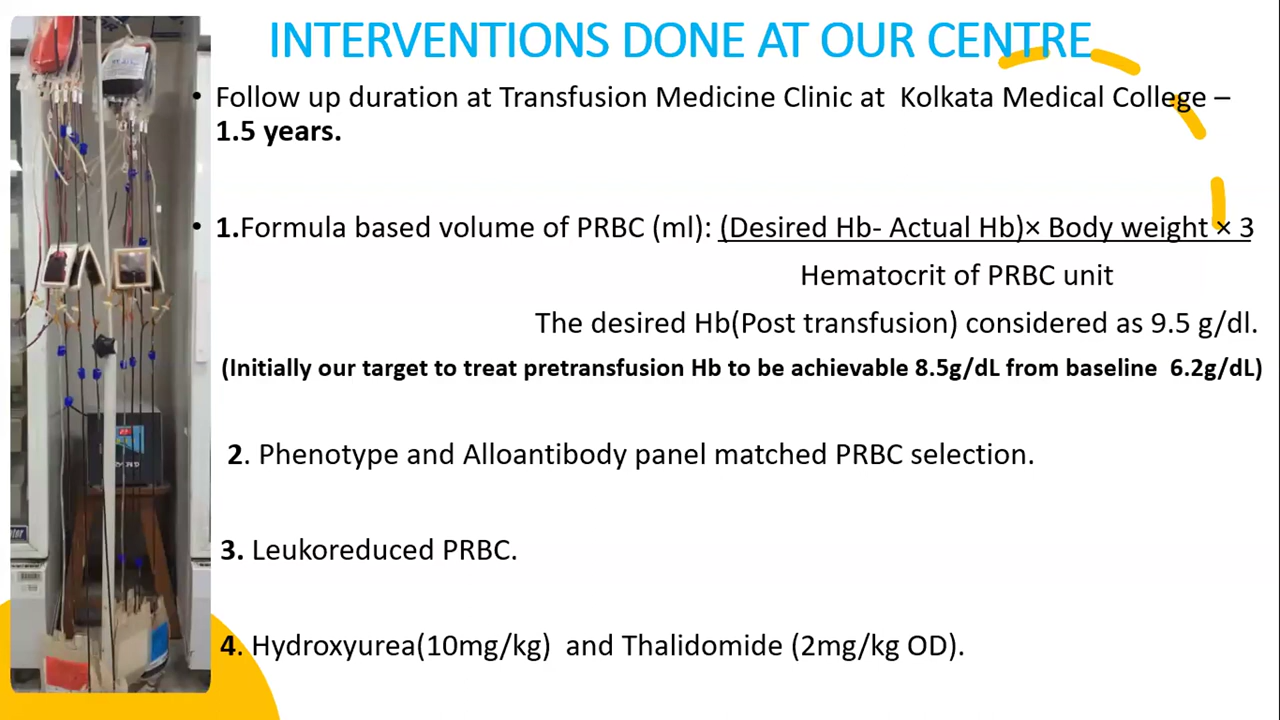 INTERVENTIONS DONE AT OUR CENTRE
• Follow up duration at Transfusion Medicine Clinic at Kolkata Medical College –
1.5 years.
• 1.Formula based volume of PRBC (ml): (Desired Hb- Actual Hb)× Body weight × 3
Hematocrit of PRBC unit
The desired Hb(Post transfusion) considered as 9.5 g/dl.
(Initially our target to treat pretransfusion Hb to be achievable 8.5g/dL from baseline 6.2g/dL)
2. Phenotype and Alloantibody panel matched PRBC selection.
3. Leukoreduced PRBC.
4. Hydroxyurea(10mg/kg) and Thalidomide (2mg/kg OD).